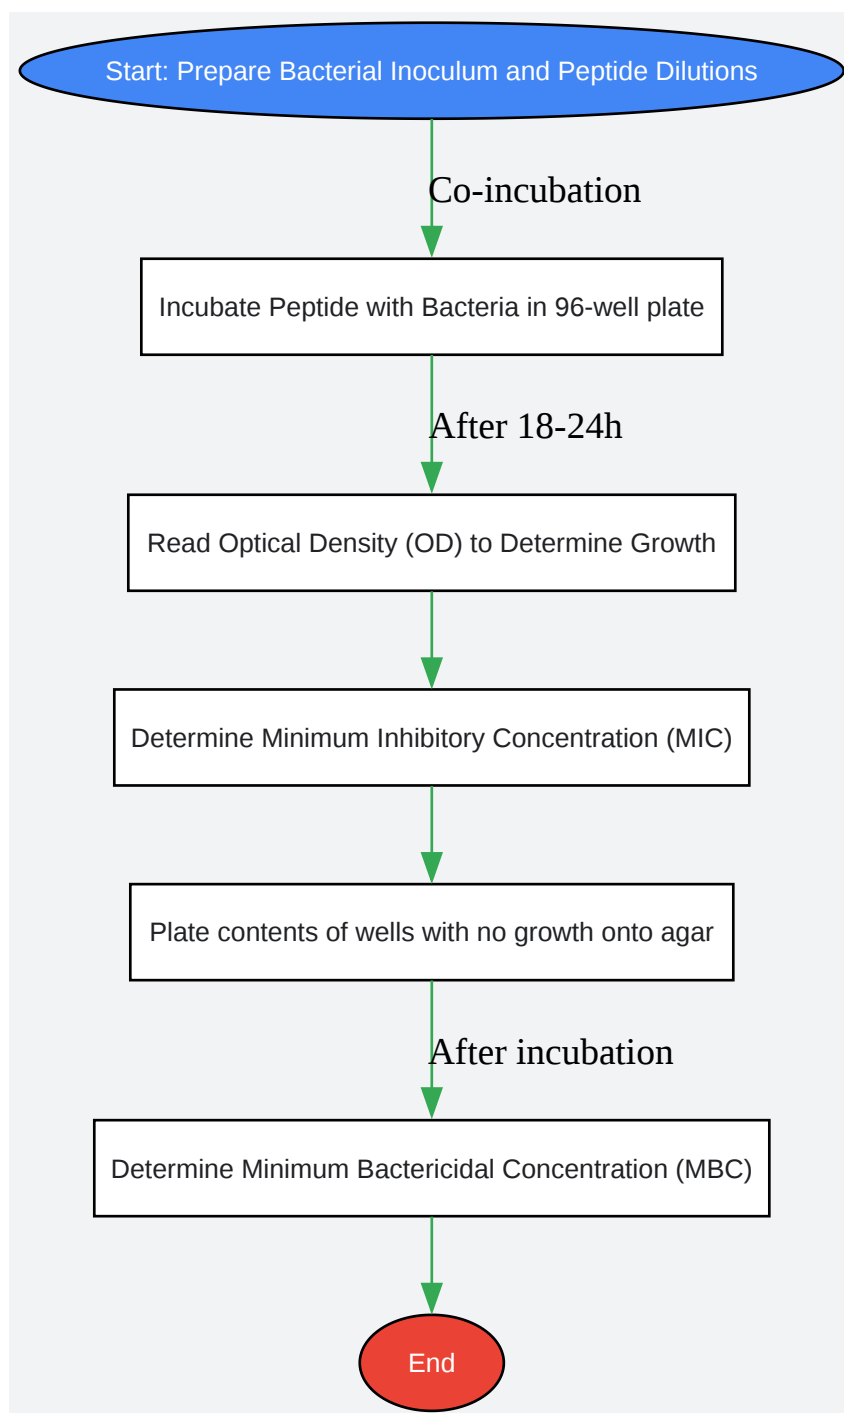 Start: Prepare Bacterial Inoculum and Peptide Dilutions
Co-incubation
Incubate Peptide with Bacteria in 96-well plate
After 18-24h
Read Optical Density (OD) to Determine Growth
Determine Minimum Inhibitory Concentration (MIC)
Plate contents of wells with no growth onto agar
After incubation
Determine Minimum Bactericidal Concentration (MBC)
End